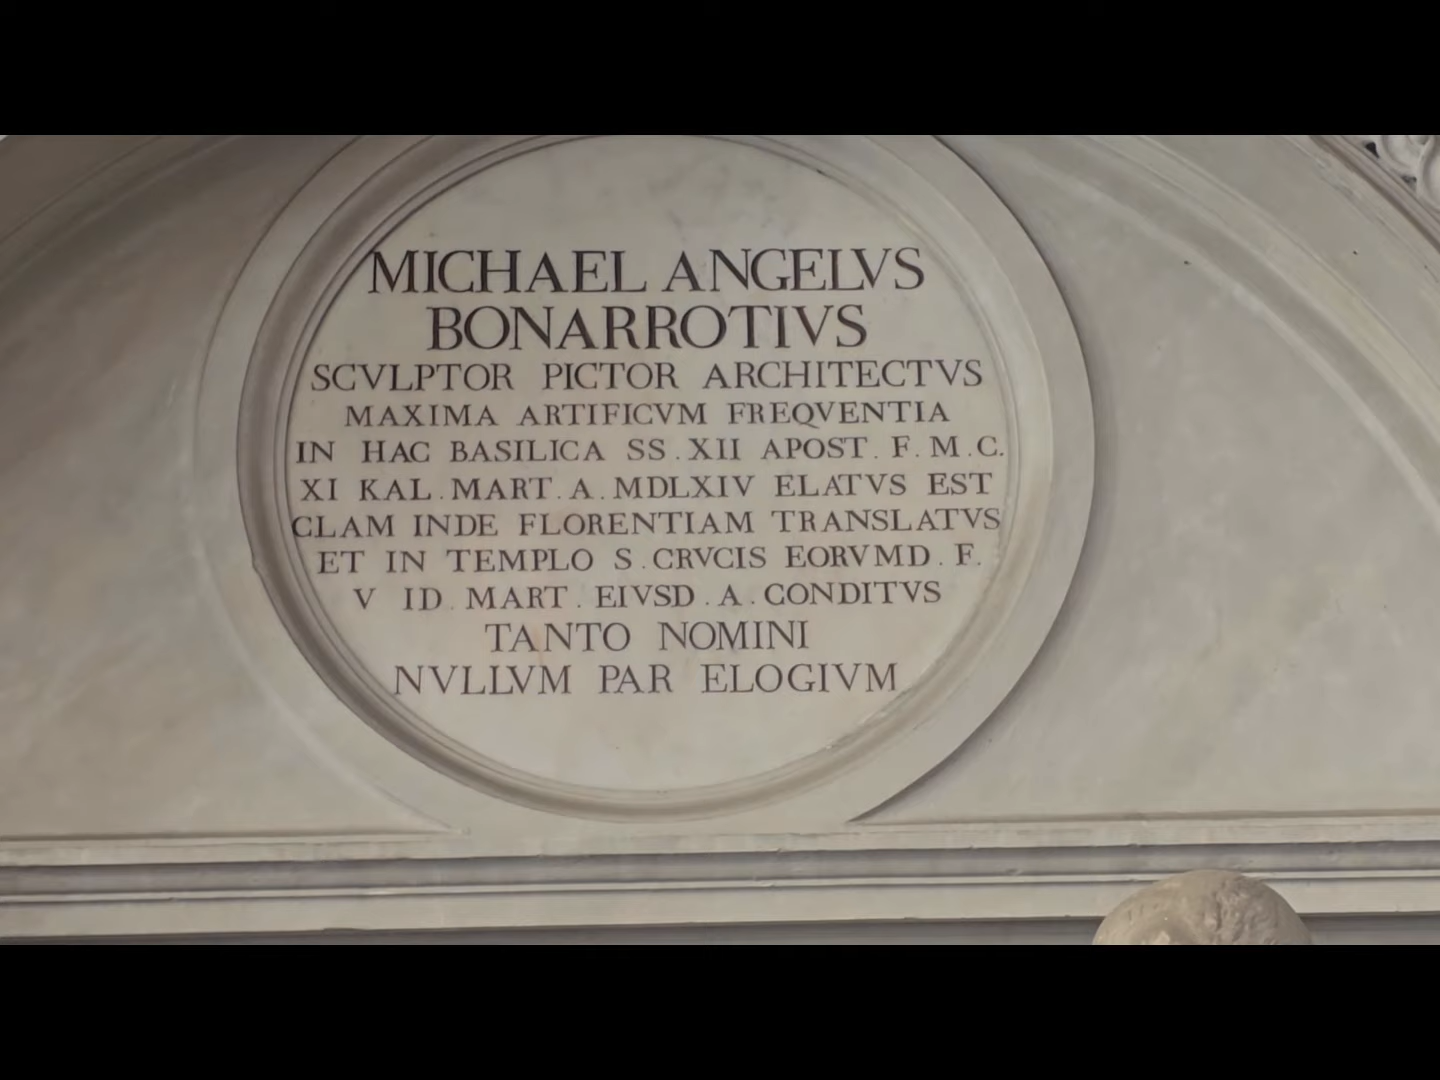 MICHAEL ANGELVS
BONARROTIVS
SCVLPTOR PICTOR ARCHITECTVS
MAXIMA ARTIFICVM FREQVENTIA
IN HAC BASILICA SS . XII APOST . F . M . C .
XI KAL . MART . A . MDLXIV ELATVS EST
CLAM INDE FLORENTIAM TRANSLATVS
ET IN TEMPLO S . CRVCIS EORVMD . F .
V ID . MART . EIVSD . A . CONDITVS
TANTO NOMINI
NVLLVM PAR ELOGIVM